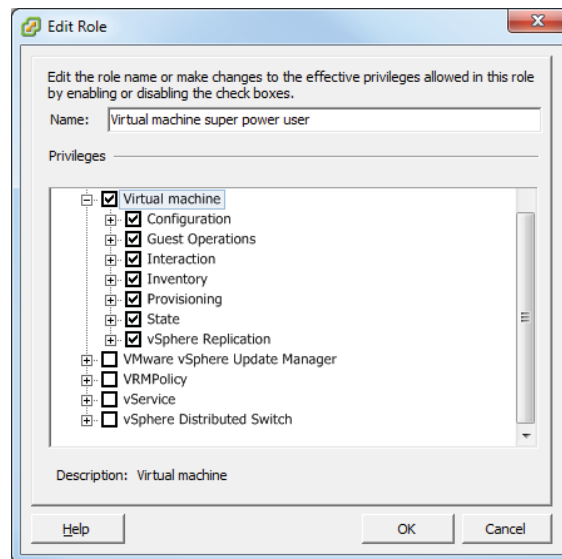 Edit Role
Edit the role name or make changes to the effective privileges allowed in this role
by enabling or disabling the check boxes.
Name: Virtual machine super power user
Privileges
Virtual machine
Configuration
Guest Operations
Interaction
Inventory
Provisioning
State
vSphere Replication
VMware vSphere Update Manager
VRMPolicy
vService
vSphere Distributed Switch
Description: Virtual machine
Help OK Cancel